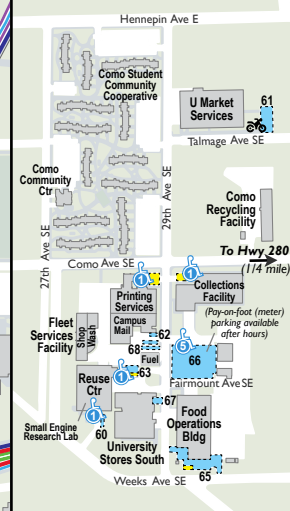 Hennepin Ave E
Como Student
Community
Cooperative
U Market
Services
61
Talmage Ave SE
Como
Community
Ctr
27th Ave SE
29th Ave SE
Como
Recycling
Facility
To Hwy 280
(1/4 mile)
Como Ave SE
1
1
Printing
Services
Collections
Facility
(Pay-on-foot (meter)
parking available
after hours)
Campus
Mail
Fleet
Services
Facility
Shop
Wash
62
68
Fuel
5
66
1
63
Fairmount Ave SE
Reuse
Ctr
1
67
Small Engine
Research Lab
60
Food
Operations
Bldg
University
Stores South
65
Weeks Ave SE